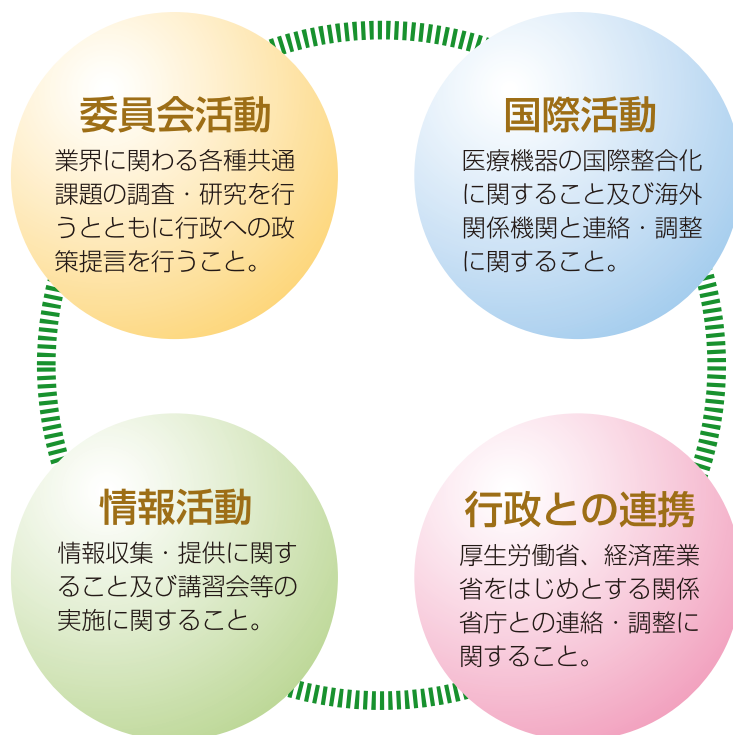 委員会活動
業界に関わる各種共通
課題の調査・研究を行
うとともに行政への政
策提言を行うこと。
国際活動
医療機器の国際整合化
に関すること及び海外
関係機関と連絡・調整
に関すること。
情報活動
情報収集・提供に関す
ること及び講習会等の
実施に関すること。
行政との連携
厚生労働省、経済産業
省をはじめとする関係
省庁との連絡・調整に
関すること。